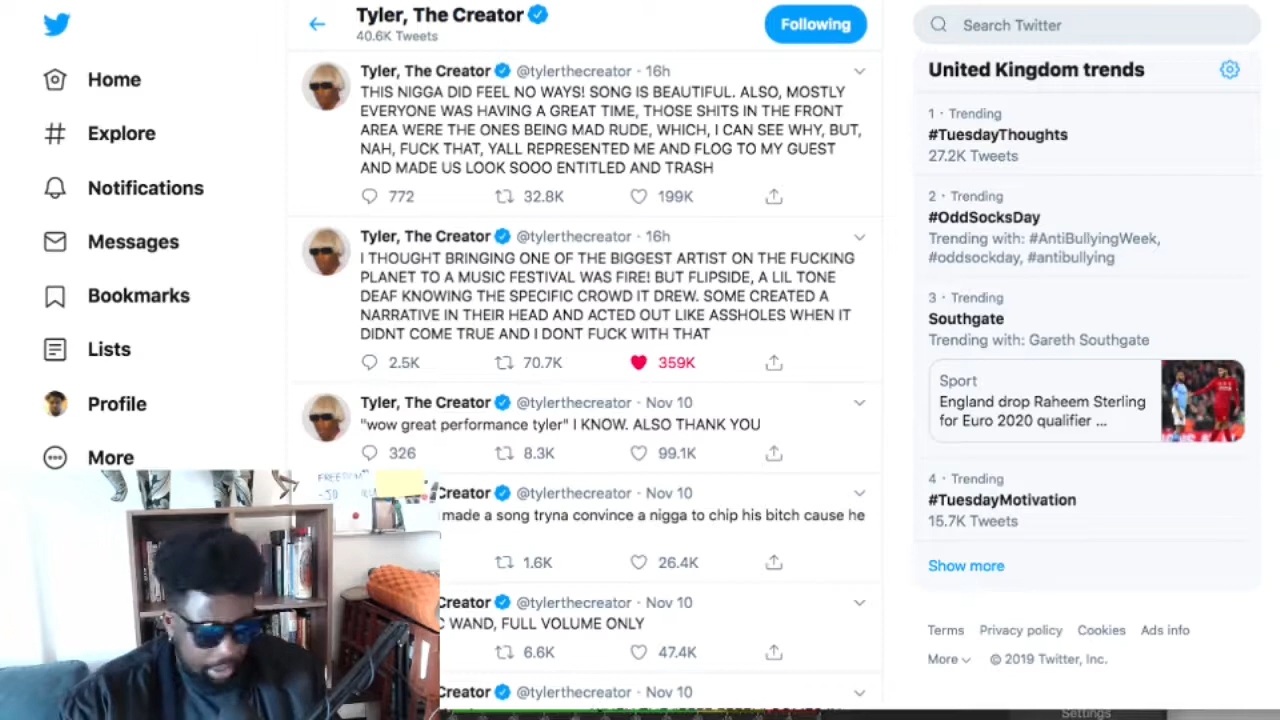 Tyler, The Creator
40.6K Tweets
Following
Search Twitter
Home
Explore
Notifications
Messages
Bookmarks
Lists
Profile
More
Tyler, The Creator @tylerthecreator · 16h
THIS NIGGA DID FEEL NO WAYS! SONG IS BEAUTIFUL. ALSO, MOSTLY
EVERYONE WAS HAVING A GREAT TIME, THOSE SHITS IN THE FRONT
AREA WERE THE ONES BEING MAD RUDE, WHICH, I CAN SEE WHY, BUT,
NAH, FUCK THAT, YALL REPRESENTED ME AND FLOG TO MY GUEST
AND MADE US LOOK SOOO ENTITLED AND TRASH
772 32.8K 199K
Tyler, The Creator @tylerthecreator · 16h
I THOUGHT BRINGING ONE OF THE BIGGEST ARTIST ON THE FUCKING
PLANET TO A MUSIC FESTIVAL WAS FIRE! BUT FLIPSIDE, A LIL TONE
DEAF KNOWING THE SPECIFIC CROWD IT DREW. SOME CREATED A
NARRATIVE IN THEIR HEAD AND ACTED OUT LIKE ASSHOLES WHEN IT
DIDNT COME TRUE AND I DONT FUCK WITH THAT
2.5K 70.7K 359K
Tyler, The Creator @tylerthecreator · Nov 10
"wow great performance tyler" I KNOW. ALSO THANK YOU
326 8.3K 99.1K
Creator @tylerthecreator · Nov 10
made a song tryna convince a nigga to chip his bitch cause he
1.6K 26.4K
Creator @tylerthecreator · Nov 10
WAND, FULL VOLUME ONLY
6.6K 47.4K
Creator @tylerthecreator · Nov 10
United Kingdom trends
1 · Trending
#TuesdayThoughts
27.2K Tweets
2 · Trending
#OddSocksDay
Trending with: #AntiBullyingWeek,
#oddsockday, #antibullying
3 · Trending
Southgate
Trending with: Gareth Southgate
Sport
England drop Raheem Sterling
for Euro 2020 qualifier ...
4 · Trending
#TuesdayMotivation
15.7K Tweets
Show more
Terms Privacy policy Cookies Ads info
More © 2019 Twitter, Inc.
FREEDOM
Settings